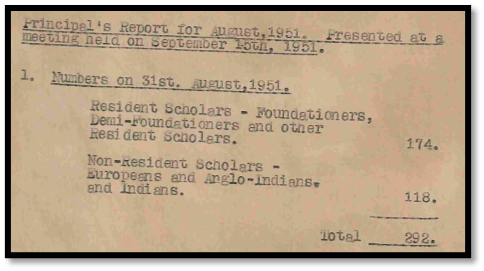 Principal's Report for August,1951. Presented at a
meeting held on September 15th, 1951.
1. Numbers on 31st. August,1951.
Resident Scholars - Foundationers,
Demi-Foundationers and other
Resident Scholars. 174.
Non-Resident Scholars -
Europeans and Anglo-Indians.
and Indians. 118.
Total 292.